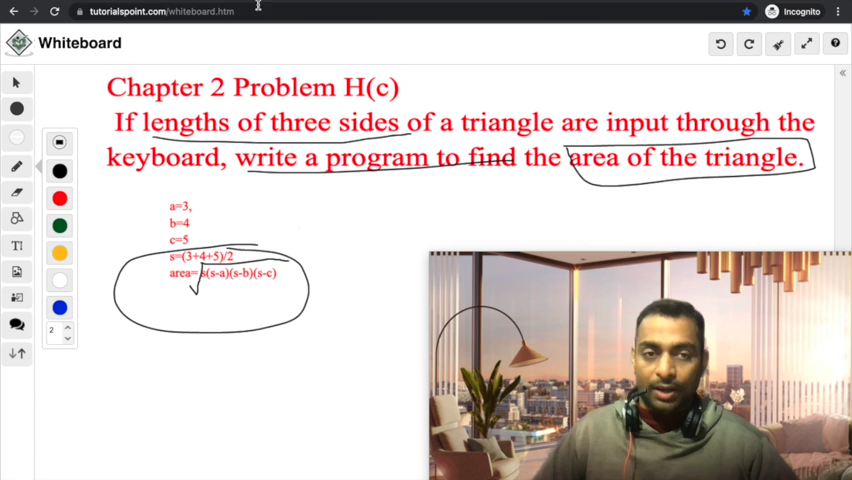 tutorialspoint.com/whiteboard.htm
Incognito
Whiteboard
Chapter 2 Problem H(c)
If lengths of three sides of a triangle are input through the
keyboard, write a program to find the area of the triangle.
a=3,
b=4
c=5
s=(3+4+5)/2
area= s(s-a)(s-b)(s-c)
TI
2